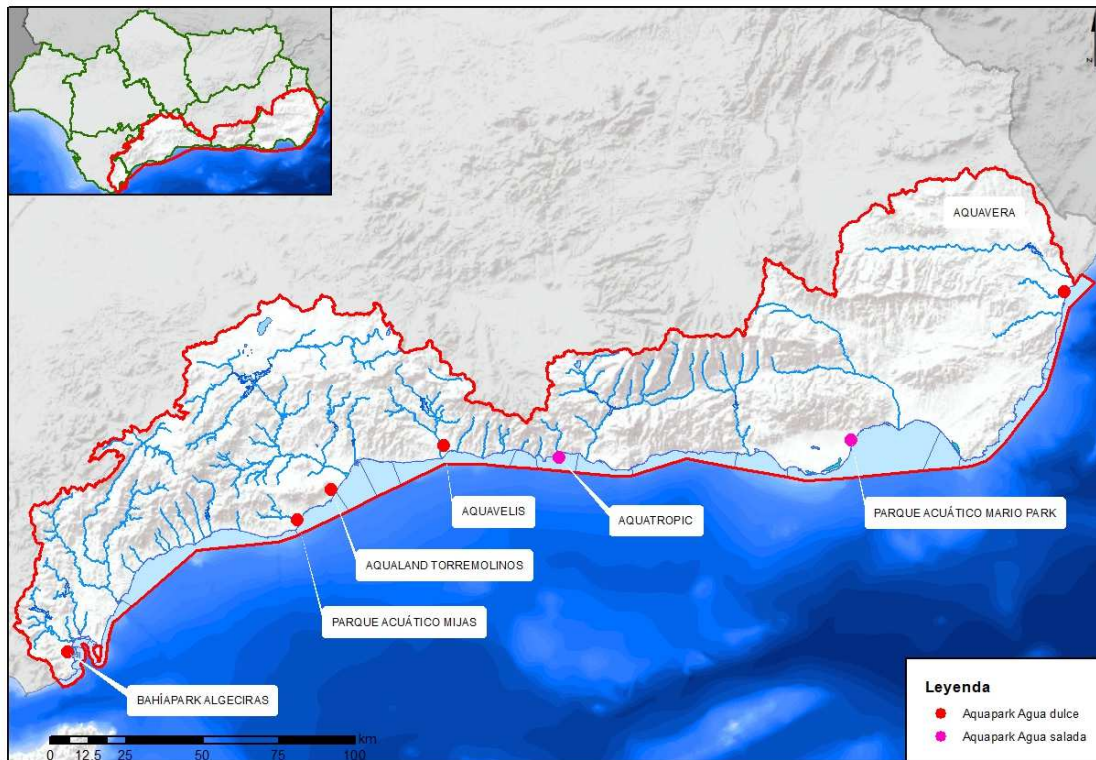 N
AQUAVERA
AQUAVELIS
AQUATROPIC
PARQUE ACUÁTICO MARIO PARK
AQUALAND TORREMOLINOS
PARQUE ACUÁTICO MIJAS
BAHÍAPARK ALGECIRAS
km
0 12.5 25 50 75 100
Leyenda
Aquapark Agua dulce
Aquapark Agua salada